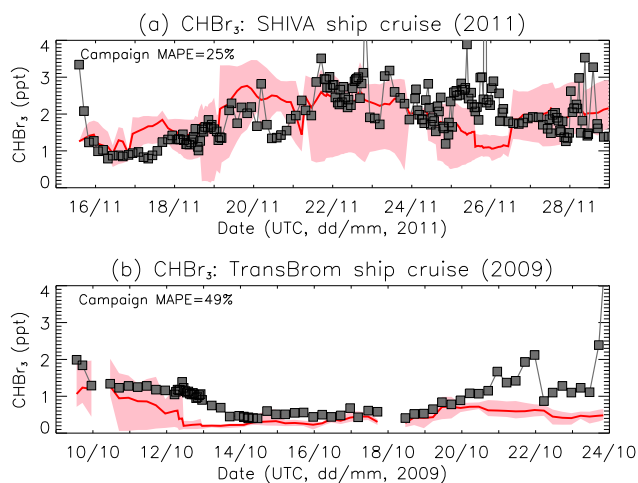 (a) CHBr₃: SHIVA ship cruise (2011)
Campaign MAPE=25%
CHBr₃ (ppt)
4
3
2
1
0
16/11 18/11 20/11 22/11 24/11 26/11 28/11
Date (UTC, dd/mm, 2011)
(b) CHBr₃: TransBrom ship cruise (2009)
Campaign MAPE=49%
CHBr₃ (ppt)
4
3
2
1
0
10/10 12/10 14/10 16/10 18/10 20/10 22/10 24/10
Date (UTC, dd/mm, 2009)